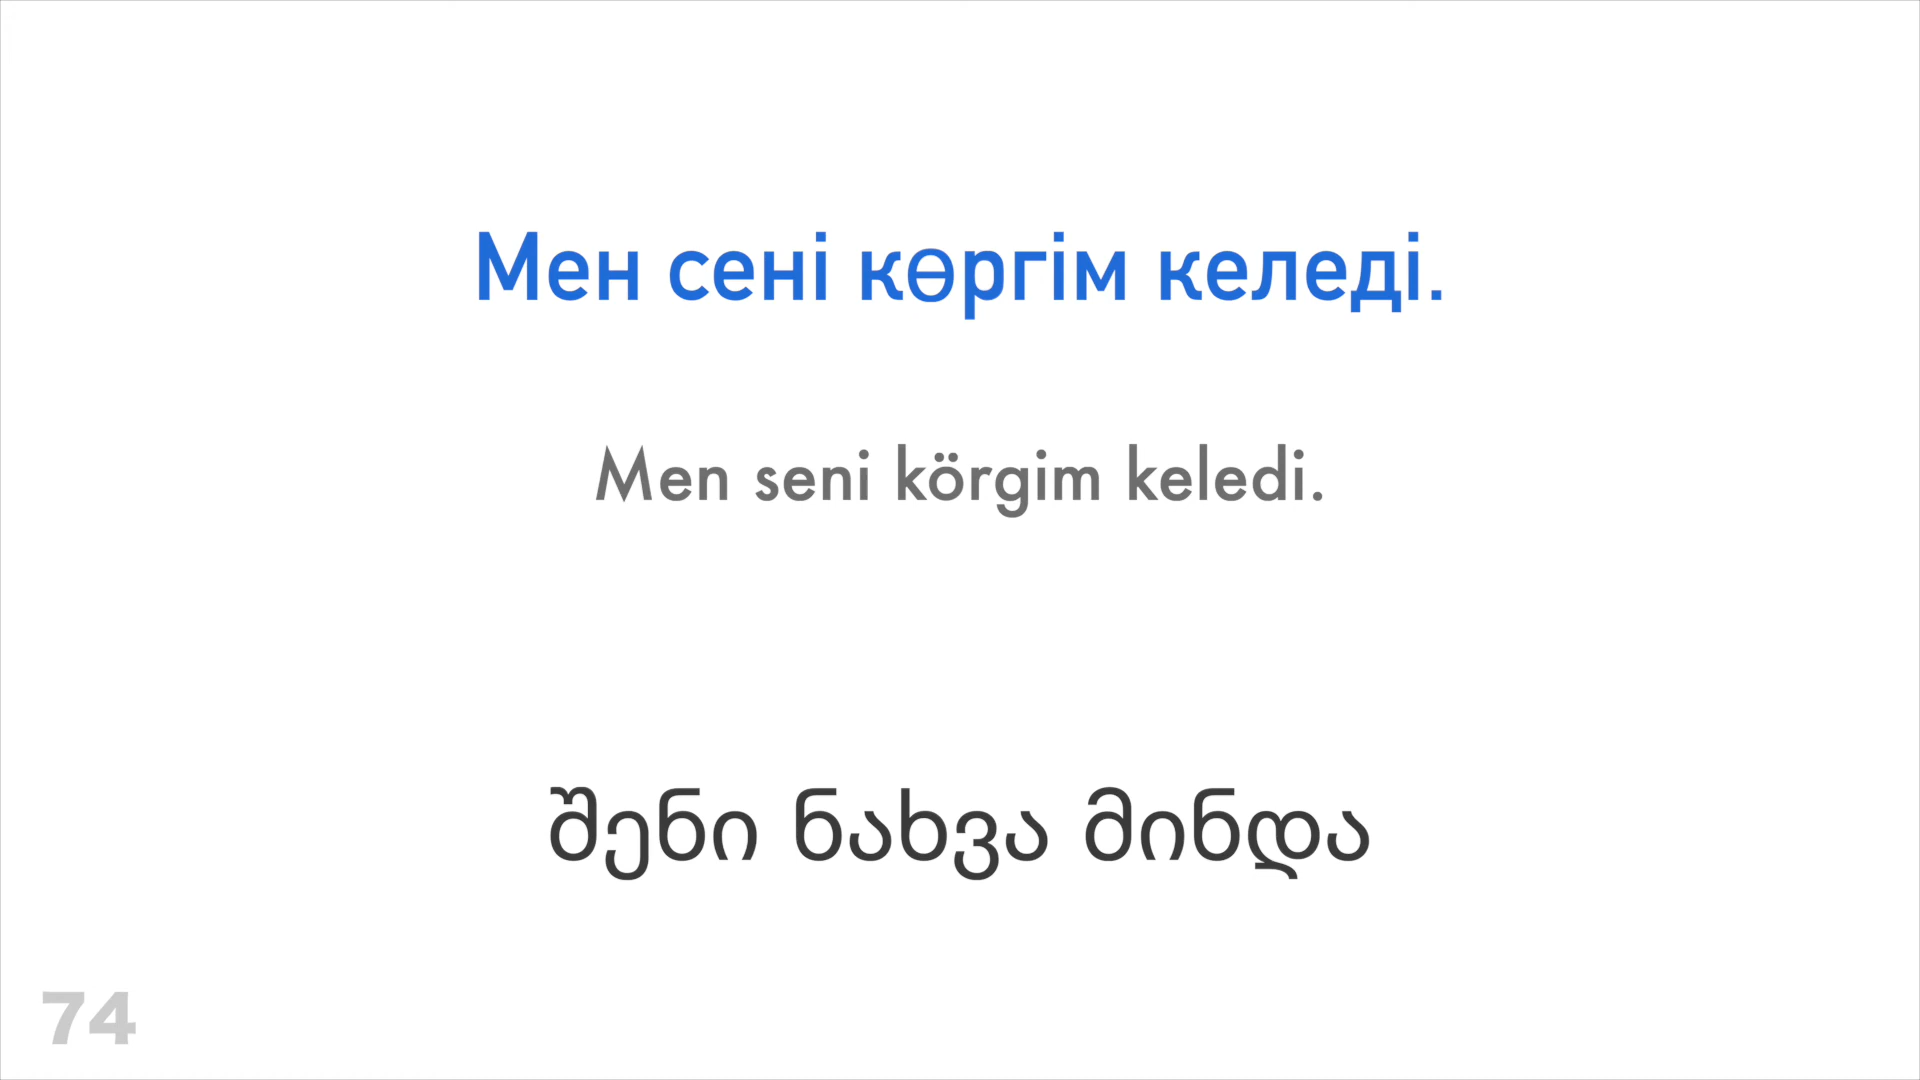 Мен сені көргім келеді.
Men seni körgim keledi.
შენი ნახვა მინდა
74